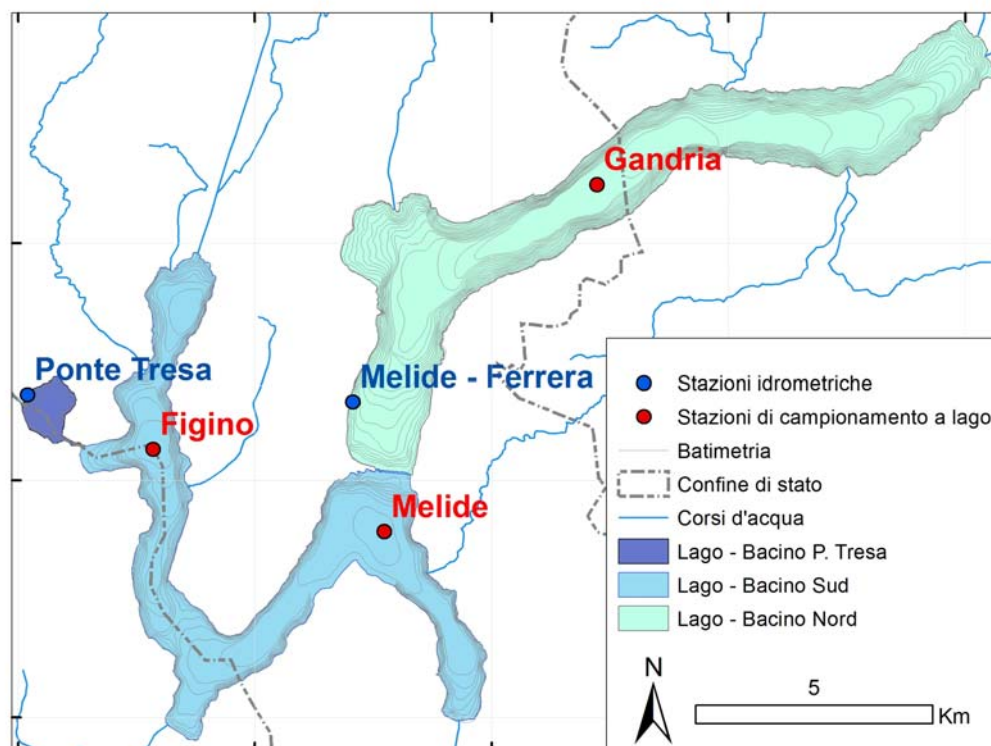 Gandria
Ponte Tresa
Melide - Ferrera
Figino
Melide
Stazioni idrometriche
Stazioni di campionamento a lago
Batimetria
Confine di stato
Corsi d'acqua
Lago - Bacino P. Tresa
Lago - Bacino Sud
Lago - Bacino Nord
N
5
Km